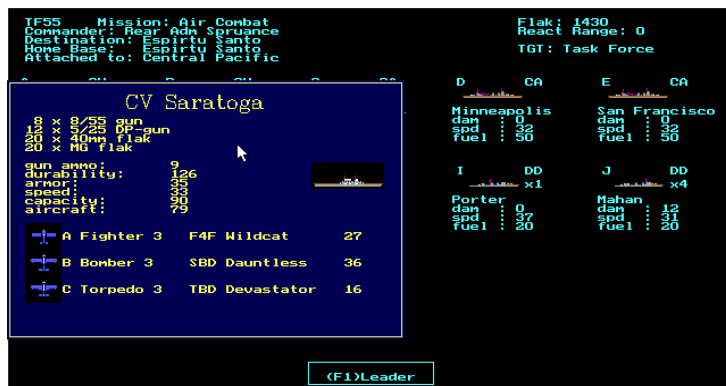 TF55 Mission: Air Combat
Commander: Rear Adm Spruance
Destination: Espirtu Santo
Home Base: Espirtu Santo
Attached to: Central Pacific
Flak: 1430
React Range: 0
TGT: Task Force
CV Saratoga
8 x 8/55 gun
12 x 5/25 DP-gun
20 x 40mm flak
20 x MG flak
gun ammo: 9
durability: 126
armor: 35
speed: 33
capacity: 90
aircraft: 79
A Fighter 3 F4F Wildcat 27
B Bomber 3 SBD Dauntless 36
C Torpedo 3 TBD Devastator 16
D CA
Minneapolis
dam : 0
spd : 32
fuel : 50
E CA
San Francisco
dam : 0
spd : 32
fuel : 50
I DD
x1
Porter
dam : 0
spd : 37
fuel : 20
J DD
x4
Mahan
dam : 12
spd : 31
fuel : 20
(F1)Leader